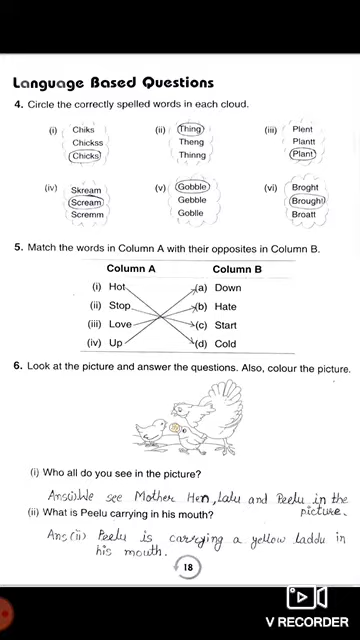 Language Based Questions
4. Circle the correctly spelled words in each cloud.
(i) Chiks (ii) Thing (iii) Plent
Chickss Theng Plantt
Chicks Thinng Plant
(iv) Skream (v) Gobble (vi) Broght
Scream Gebble Brought
Scremm Goblle Broatt
5. Match the words in Column A with their opposites in Column B.
Column A Column B
(i) Hot (a) Down
(ii) Stop (b) Hate
(iii) Love (c) Start
(iv) Up (d) Cold
6. Look at the picture and answer the questions. Also, colour the picture.
(i) Who all do you see in the picture?
Ans(i) We see Mother Hen, Lalu and Peelu in the
picture.
(ii) What is Peelu carrying in his mouth?
Ans (ii) Peelu is carrying a yellow laddu in
his mouth.
18
V RECORDER